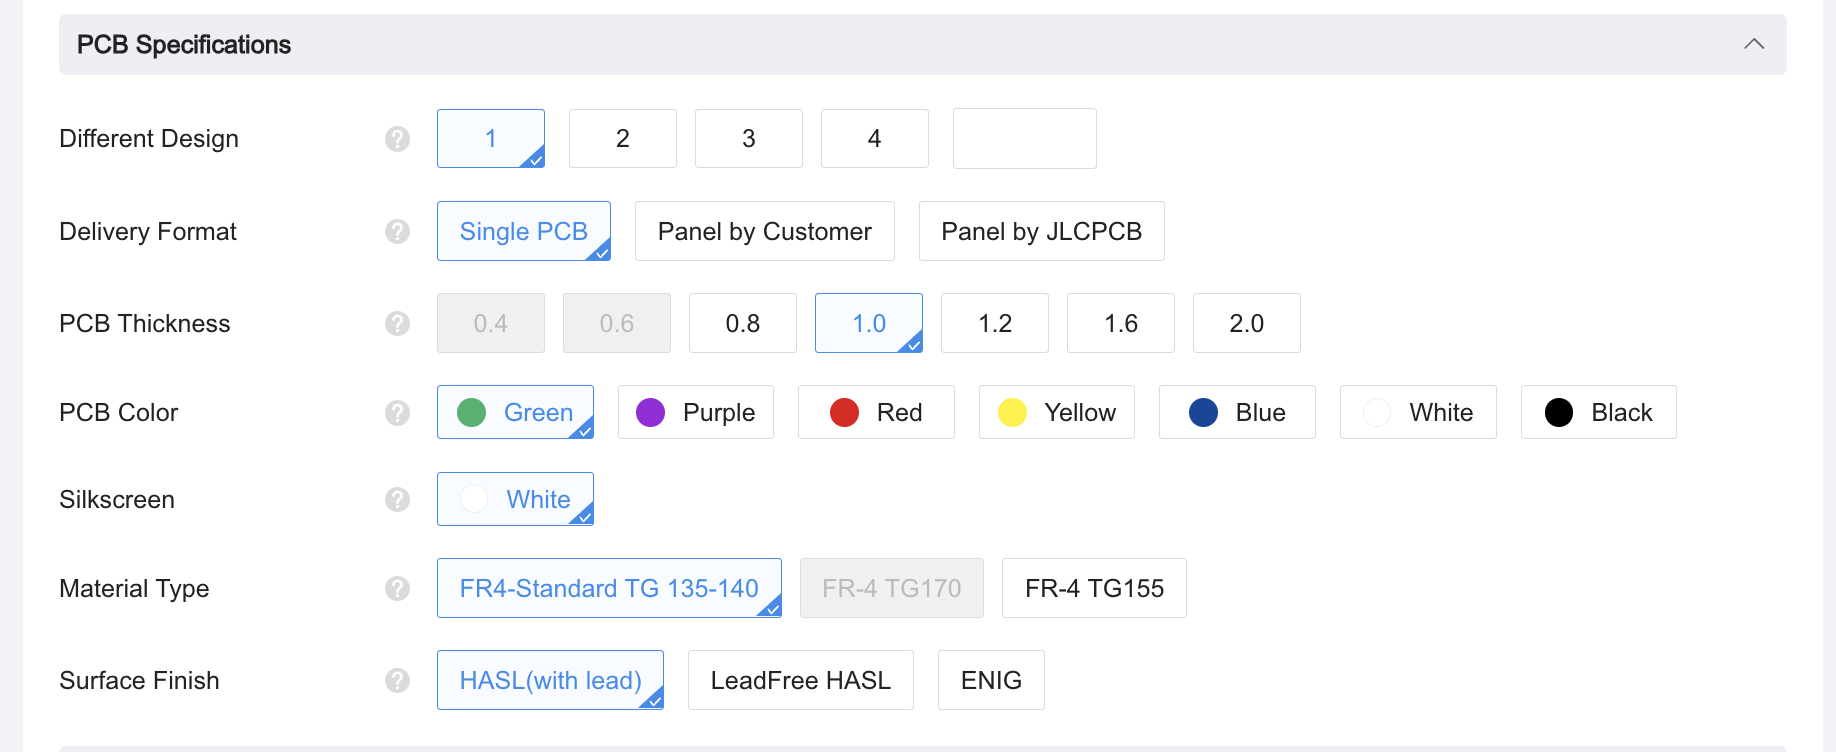 PCB Specifications
Different Design ? 1 2 3 4
Delivery Format ? Single PCB Panel by Customer Panel by JLCPCB
PCB Thickness ? 0.4 0.6 0.8 1.0 1.2 1.6 2.0
PCB Color ? Green Purple Red Yellow Blue White Black
Silkscreen ? White
Material Type ? FR4-Standard TG 135-140 FR-4 TG170 FR-4 TG155
Surface Finish ? HASL(with lead) LeadFree HASL ENIG